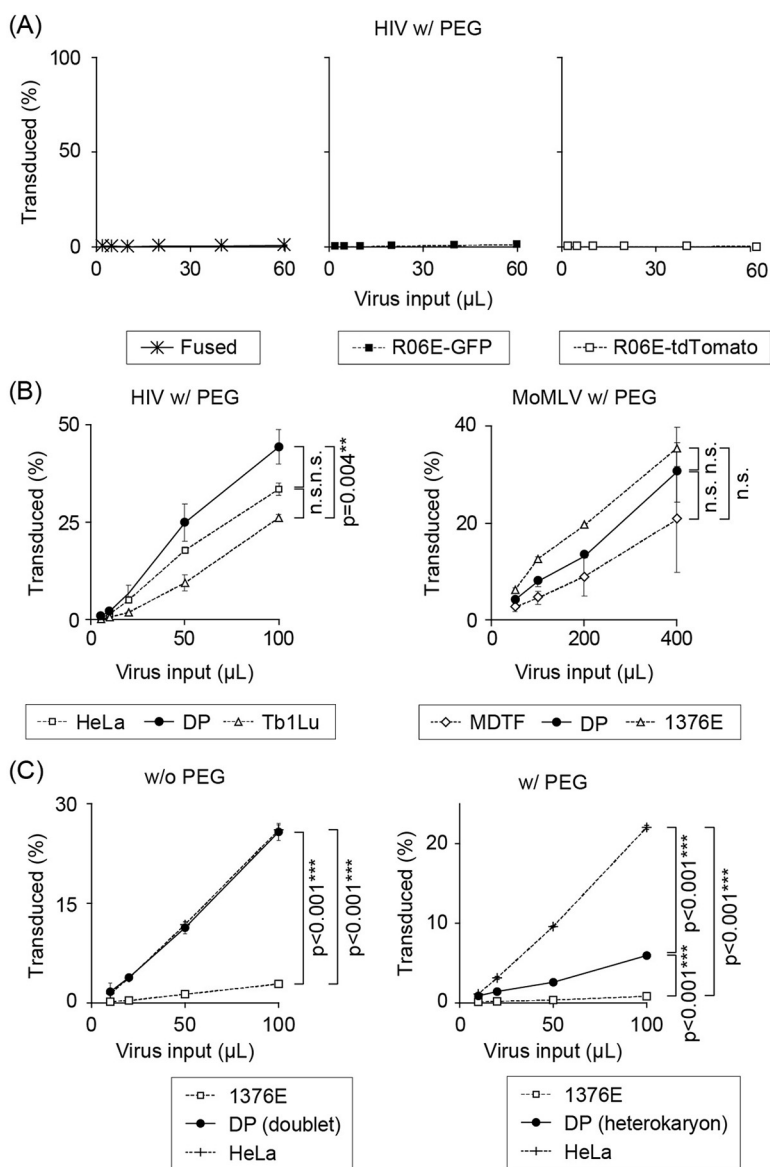 (A)
HIV w/ PEG
Transduced (%)
100
50
0
0 30 60
0 30 60
0 30 60
Virus input (µL)
Fused
R06E-GFP
R06E-tdTomato
(B)
HIV w/ PEG
Transduced (%)
50
25
0
0 50 100
Virus input (µL)
n.s.
n.s.
p=0.004**
HeLa DP Tb1Lu
MoMLV w/ PEG
Transduced (%)
40
20
0
0 200 400
Virus input (µL)
n.s.
n.s.
n.s.
MDTF DP 1376E
(C)
w/o PEG
Transduced (%)
30
15
0
0 50 100
Virus input (µL)
p<0.001***
p<0.001***
1376E
DP (doublet)
HeLa
w/ PEG
Transduced (%)
20
10
0
0 50 100
Virus input (µL)
p<0.001***
p<0.001***
p<0.001***
1376E
DP (heterokaryon)
HeLa